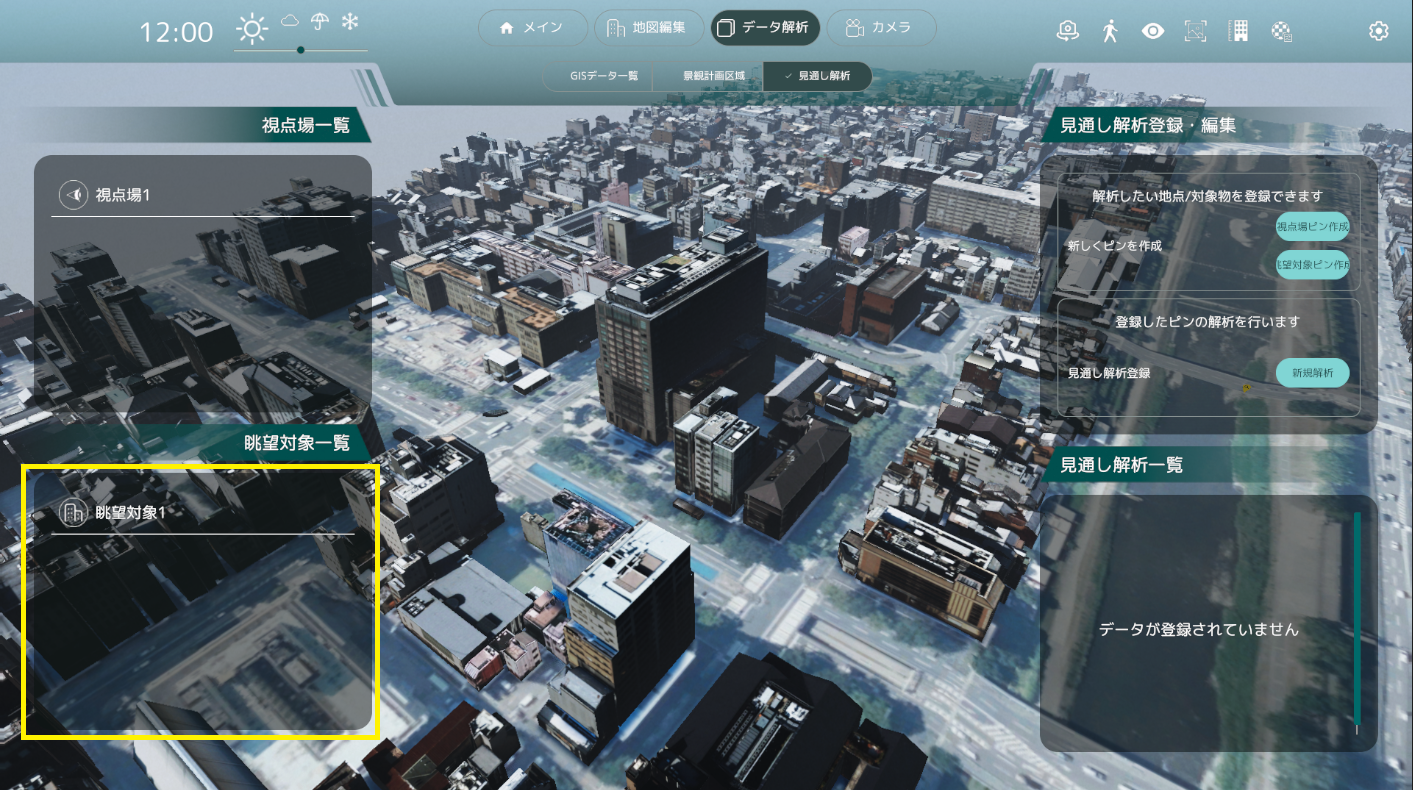 12:00
メイン
地図編集
データ解析
カメラ
GISデータ一覧
景観計画区域
✓ 見通し解析
視点場一覧
視点場1
眺望対象一覧
眺望対象1
見通し解析登録・編集
解析したい地点/対象物を登録できます
新しくピンを作成
視点場ピン作成
眺望対象ピン作成
登録したピンの解析を行います
見通し解析登録
新規解析
見通し解析一覧
データが登録されていません